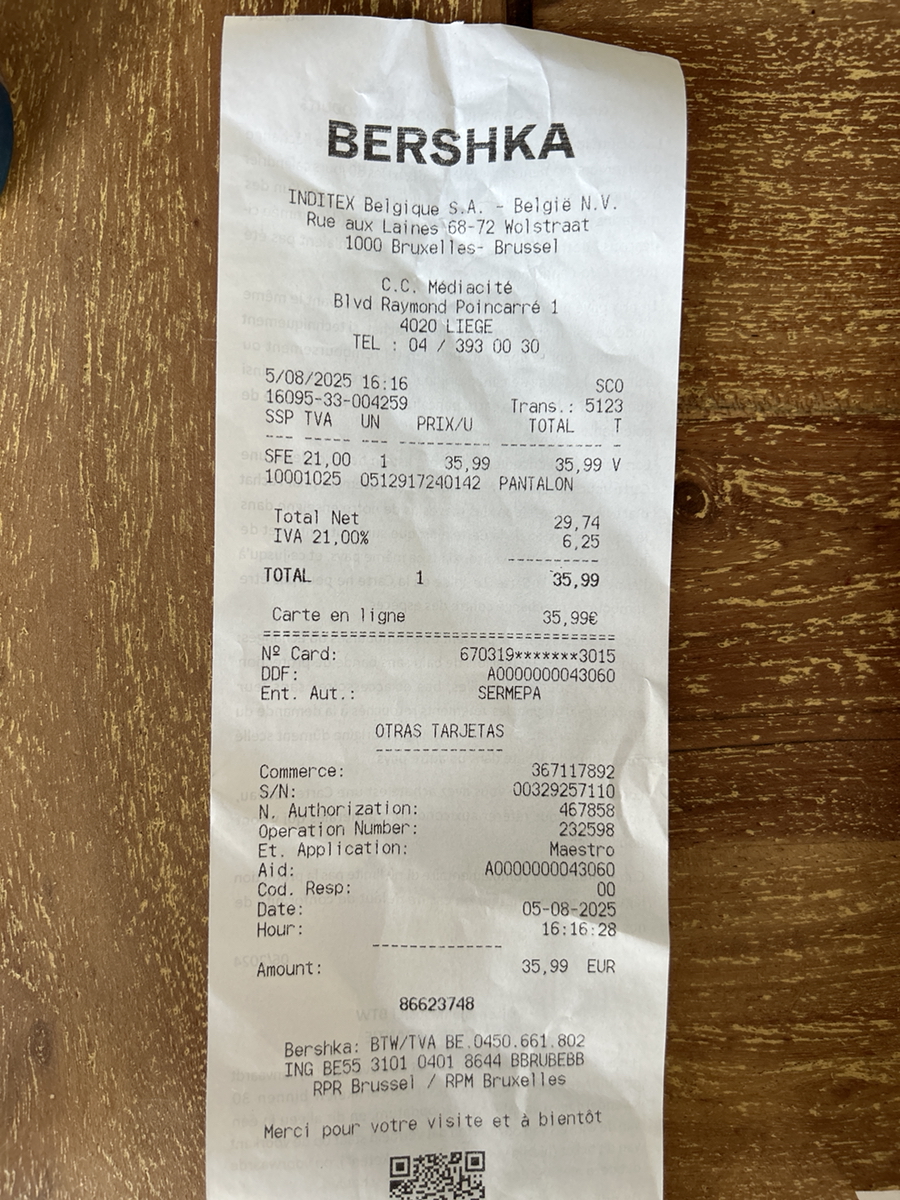 BERSHKA
INDITEX Belgique S.A. - België N.V.
Rue aux Laines 68-72 Wolstraat
1000 Bruxelles- Brussel
C.C. Médiacité
Blvd Raymond Poincarré 1
4020 LIEGE
TEL : 04 / 393 00 30
5/08/2025 16:16 SCO
16095-33-004259 Trans.: 5123
SSP TVA UN PRIX/U TOTAL T
--- --- --- --------- ---------- -
SFE 21,00 1 35,99 35,99 V
10001025 0512917240142 PANTALON
Total Net 29,74
IVA 21,00% 6,25
----------
TOTAL 1 35,99
Carte en ligne 35,99€
======================================
Nº Card: 670319*******3015
DDF: A0000000043060
Ent. Aut.: SERMEPA
OTRAS TARJETAS
--------------
Commerce: 367117892
S/N: 00329257110
N. Authorization: 467858
Operation Number: 232598
Et. Application: Maestro
Aid: A0000000043060
Cod. Resp: 00
Date: 05-08-2025
Hour: 16:16:28
--------------
Amount: 35,99 EUR
86623748
Bershka: BTW/TVA BE.0450.661.802
ING BE55 3101 0401 8644 BBRUBEBB
RPR Brussel / RPM Bruxelles
Merci pour votre visite et à bientôt